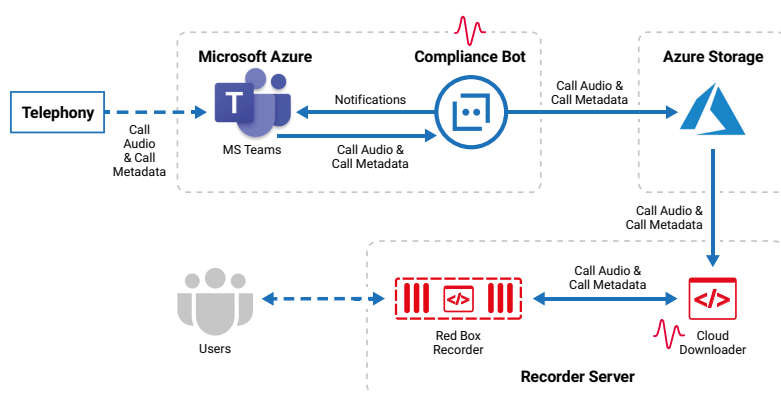 Microsoft Azure
Compliance Bot
Azure Storage
Telephony
Call
Audio
& Call
Metadata
T
MS Teams
Notifications
Call Audio &
Call Metadata
Call Audio &
Call Metadata
Call Audio &
Call Metadata
Users
</>
Red Box
Recorder
Call Audio &
Call Metadata
</>
Cloud
Downloader
Recorder Server